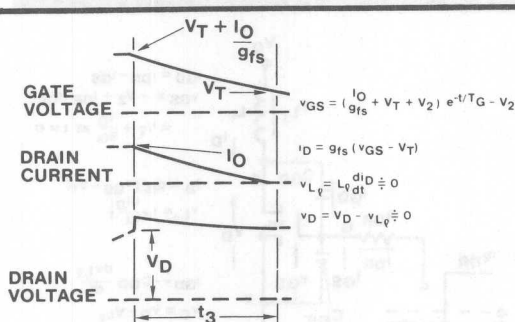 V_T + I_O/g_fs
V_T
GATE
VOLTAGE
v_GS = (I_O/g_fs + V_T + V_2) e^-t/T_G - V_2
DRAIN
CURRENT
I_O
i_D = g_fs (v_GS - V_T)
v_Lℓ = L_ℓ di_D/dt ≑ 0
v_D = V_D - v_Lℓ ≑ 0
V_D
DRAIN
VOLTAGE
t_3